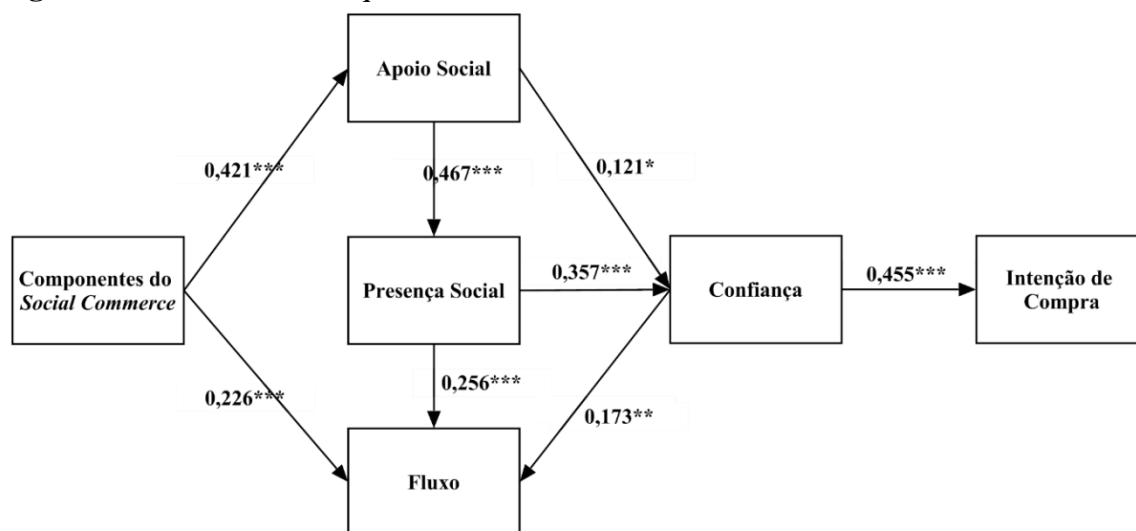 Apoio Social
0,421***
0,467***
0,121*
Componentes do
Social Commerce
Presença Social
0,357***
Confiança
0,455***
Intenção de
Compra
0,226***
0,256***
0,173**
Fluxo